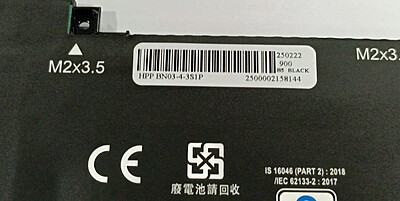 250222
900
M2x3.5
HPP BN03-4-3S1P
2500002158144
M2x3.
CE
廢電池請回收
IS 16046 (PART 2) : 2018
/IEC 62133-2 : 2017